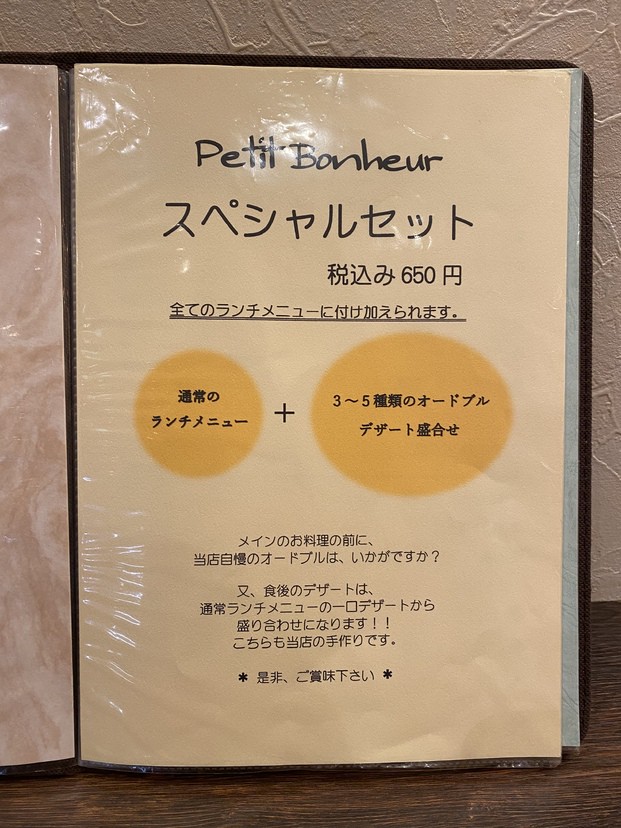 Petit Bonheur
スペシャルセット
税込み 650 円
全てのランチメニューに付け加えられます。
通常の
ランチメニュー
+
3～5種類のオードブル
デザート盛合せ
メインのお料理の前に、
当店自慢のオードブルは、いかがですか？
又、食後のデザートは、
通常ランチメニューの一口デザートから
盛り合わせになります！！
こちらも当店の手作りです。
＊ 是非、ご賞味下さい ＊